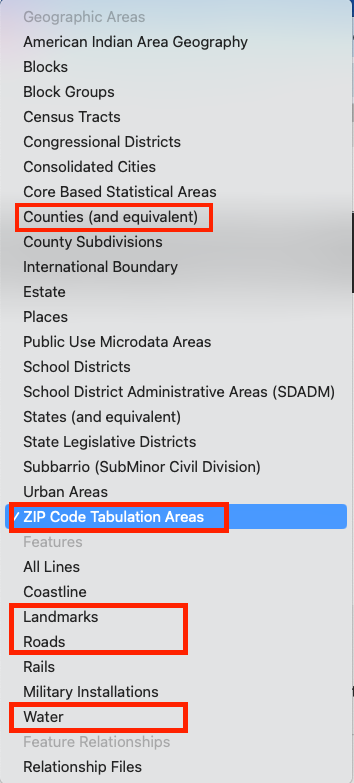 Geographic Areas
American Indian Area Geography
Blocks
Block Groups
Census Tracts
Congressional Districts
Consolidated Cities
Core Based Statistical Areas
Counties (and equivalent)
County Subdivisions
International Boundary
Estate
Places
Public Use Microdata Areas
School Districts
School District Administrative Areas (SDADM)
States (and equivalent)
State Legislative Districts
Subbarrio (SubMinor Civil Division)
Urban Areas
✓ ZIP Code Tabulation Areas
Features
All Lines
Coastline
Landmarks
Roads
Rails
Military Installations
Water
Feature Relationships
Relationship Files